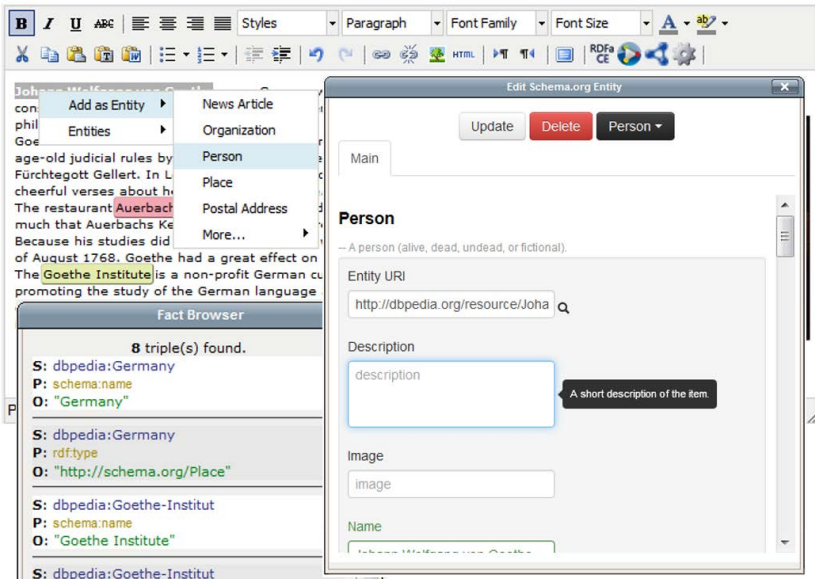 B I U ABC Styles Paragraph Font Family Font Size A ab
HTML RDFa
CE
Johann Wolfgang von Goethe
con
phil
Goe
age-old judicial rules by
Fürchtegott Gellert. In L
cheerful verses about h
The restaurant Auerbach
much that Auerbachs Ke
Because his studies did
of August 1768. Goethe had a great effect on
The Goethe Institute is a non-profit German cu
promoting the study of the German language
P
Add as Entity
Entities
News Article
Organization
Person
Place
Postal Address
More...
Fact Browser
8 triple(s) found.
S: dbpedia:Germany
P: schema:name
O: "Germany"
S: dbpedia:Germany
P: rdf:type
O: "http://schema.org/Place"
S: dbpedia:Goethe-Institut
P: schema:name
O: "Goethe Institute"
S: dbpedia:Goethe-Institut
Edit Schema.org Entity
x
Update Delete Person
Main
Person
-- A person (alive, dead, undead, or fictional).
Entity URI
http://dbpedia.org/resource/Joha
Description
description
A short description of the item.
Image
image
Name
Johann Wolfgang von Goethe